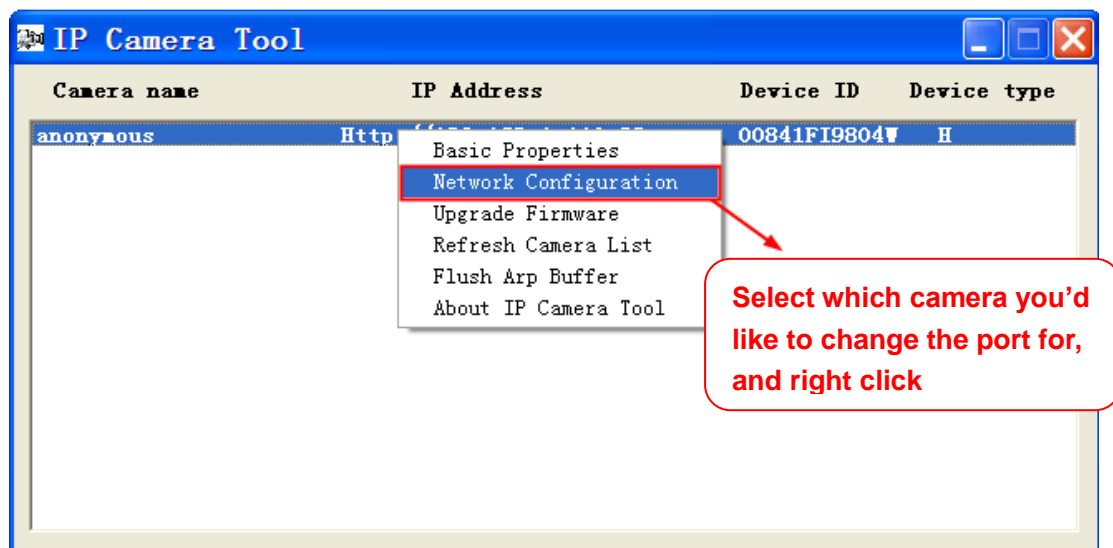 IP Camera Tool
Camera name IP Address Device ID Device type
anonymous Http 00841FI9804W H
Basic Properties
Network Configuration
Upgrade Firmware
Refresh Camera List
Flush Arp Buffer
About IP Camera Tool
Select which camera you’d
like to change the port for,
and right click